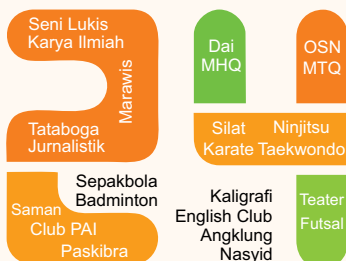 Seni Lukis
Karya Ilmiah
Marawis
Tataboga
Jurnalistik
Sepakbola
Badminton
Saman
Club PAI
Paskibra
Dai
MHQ
OSN
MTQ
Silat Ninjitsu
Karate Taekwondo
Kaligrafi
English Club
Angklung
Nasyid
Teater
Futsal